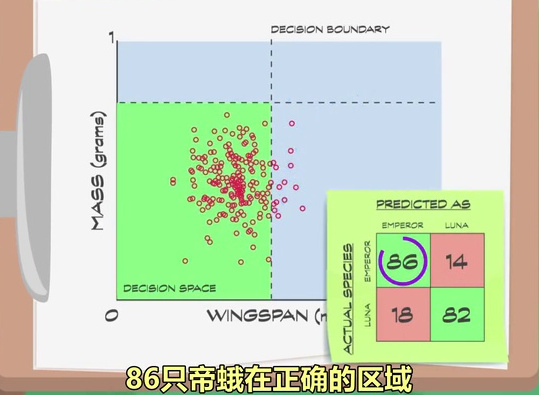 DECISION BOUNDARY
1
MASS (grams)
DECISION SPACE
0
WINGSPAN
PREDICTED AS
EMPEROR LUNA
ACTUAL SPECIES
EMPEROR
86 14
LUNA
18 82
86只帝蛾在正确的区域